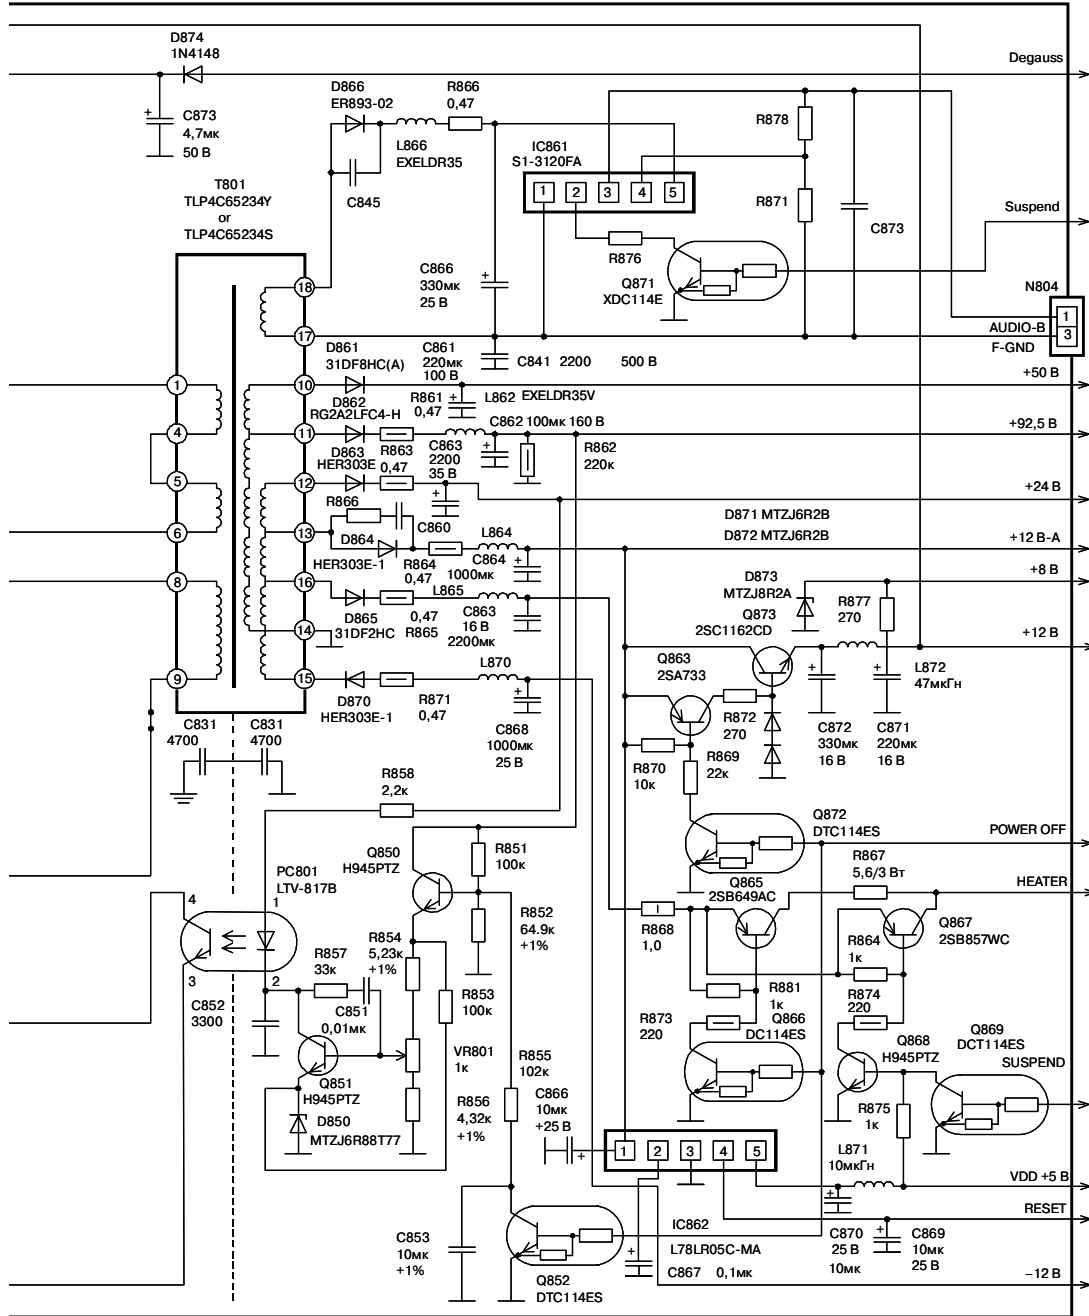 D874
1N4148
Degauss
+
C873
4,7мк
50 В
D866
ER893-02
R866
0,47
L866
EXELDR35
C845
IC861
S1-3120FA
1 2 3 4 5
R878
R871
C873
Suspend
R876
Q871
XDC114E
T801
TLP4C65234Y
or
TLP4C65234S
C866
330мк
25 В
+
N804
1
3
AUDIO-B
F-GND
18
17
10
11
12
13
16
14
15
1
4
5
6
8
9
D861
31DF8HC(A)
C861
220мк
100 В
C841 2200 500 В
+50 В
D862
RG2A2LFC4-H
R861
0,47
+
L862 EXELDR35V
C862 100мк 160 В
+92,5 В
D863
HER303E
R863
0,47
C863
2200
35 В
+
R862
220к
+24 В
R866
C860
D864
HER303E-1
R864
0,47
L864
C864
1000мк
+
D871 MTZJ6R2B
D872 MTZJ6R2B
+12 В-А
+8 В
D865
31DF2HC
0,47
R865
L865
C863
16 В
2200мк
D873
MTZJ8R2A
Q873
2SC1162CD
R877
270
+12 В
D870
HER303E-1
R871
0,47
L870
C868
1000мк
25 В
+
Q863
2SA733
R872
270
C872
330мк
16 В
+
C871
220мк
16 В
+
L872
47мкГн
R870
10к
R869
22к
C831
4700
C831
4700
R858
2,2к
Q872
DTC114ES
POWER OFF
Q850
H945PTZ
R851
100к
PC801
LTV-817B
4
1
3
2
R852
64.9к
+1%
Q865
2SB649AC
R867
5,6/3 Вт
HEATER
R868
1,0
Q867
2SB857WC
R864
1к
R857
33к
R854
5,23к
+1%
C851
0,01мк
C852
3300
R853
100к
R881
1к
R873
220
Q866
DC114ES
R874
220
Q868
H945PTZ
Q869
DCT114ES
SUSPEND
Q851
H945PTZ
VR801
1к
R855
102к
D850
MTZJ6R88T77
R856
4,32к
+1%
C866
10мк
+25 В
+
R875
1к
1 2 3 4 5
L871
10мкГн
VDD +5 В
RESET
C853
10мк
+1%
Q852
DTC114ES
IC862
L78LR05C-MA
+
C867 0,1мк
+
C870
25 В
10мк
+
C869
10мк
25 В
−12 В